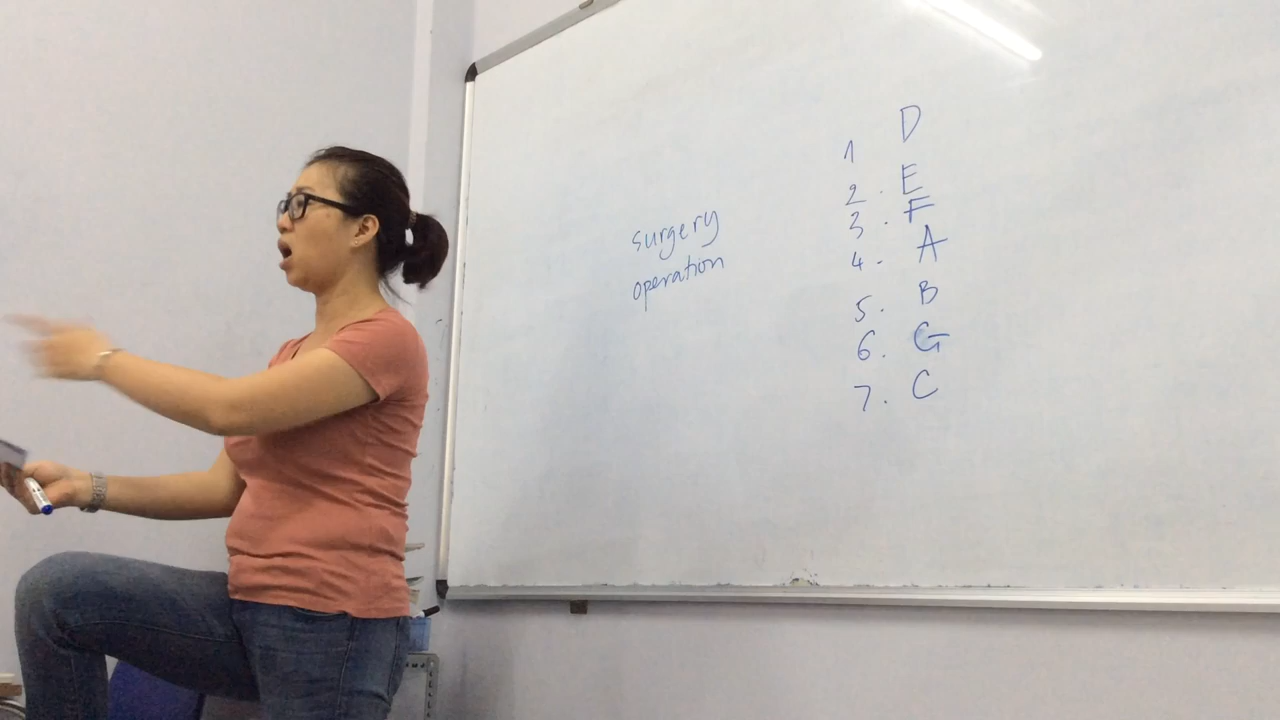 surgery
operation
1 D
2. E
3. F
4. A
5. B
6. G
7. C